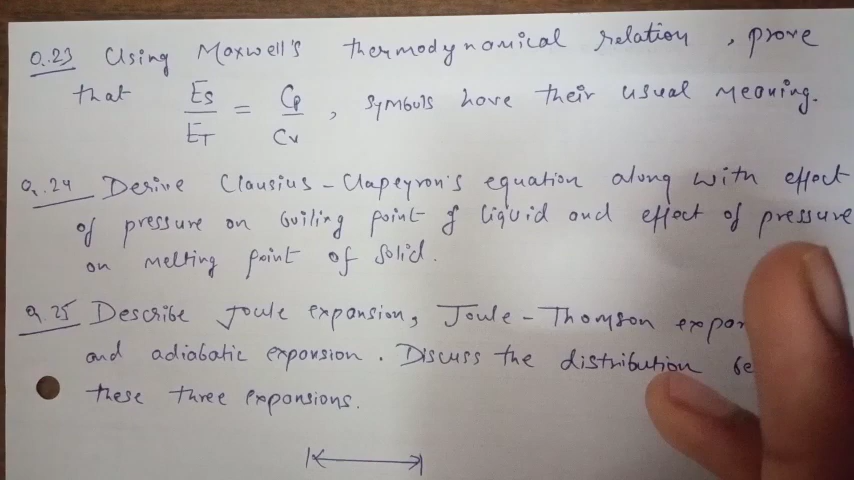 Q.23 Using Maxwell's thermodynamical relation, prove
that Es/ET = Cp/Cv, symbols have their usual meaning.
Q.24 Derive Clausius-Clapeyron's equation along with effect
of pressure on boiling point of liquid and effect of pressure
on melting point of solid.
Q.25 Describe Joule expansion, Joule-Thomson expan
and adiabatic expansion. Discuss the distribution be
these three expansions.